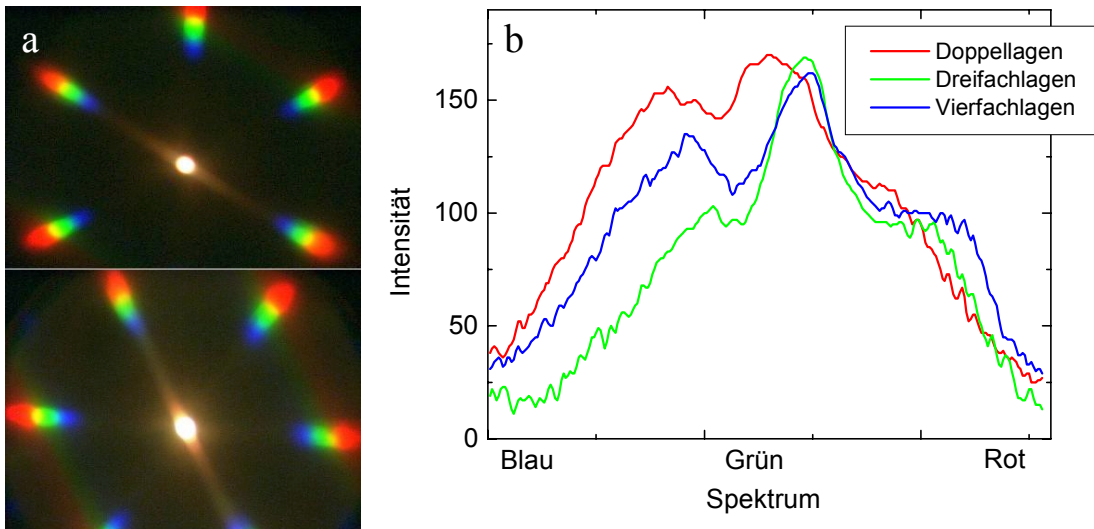 a
b
Doppellagen
Dreifachlagen
Vierfachlagen
150
100
50
0
Intensität
Blau Grün Rot
Spektrum